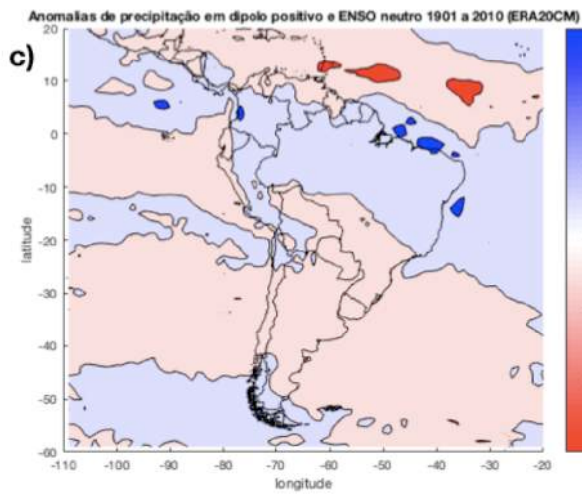 Anomalias de precipitação em dipolo positivo e ENSO neutro 1901 a 2010 (ERA20CM)
c)
20
10
0
-10
-20
-30
-40
-50
-60
latitude
-110 -100 -90 -80 -70 -60 -50 -40 -30 -20
longitude